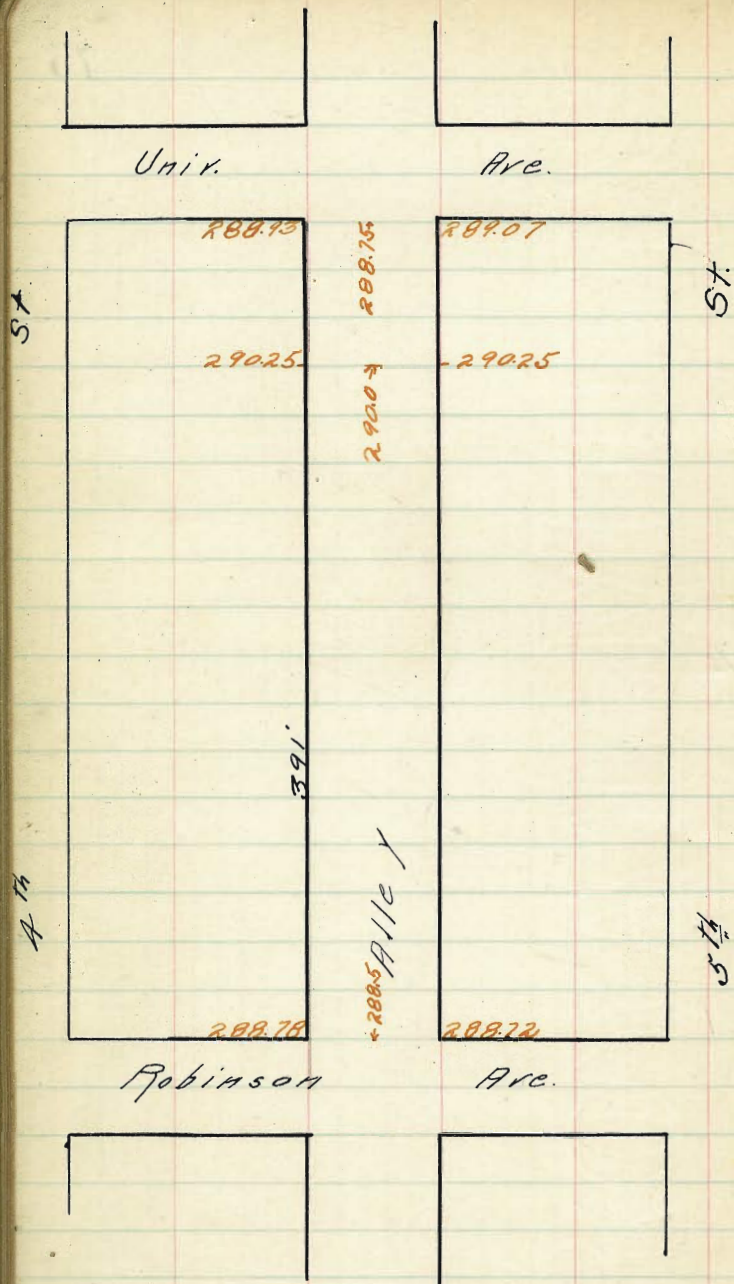 Univ. Ave.
288.93 288.75 289.07
St. St.
290.25 290.0 290.25
391'
4th Alley 5th
288.78 288.5 288.72
Robinson Ave.